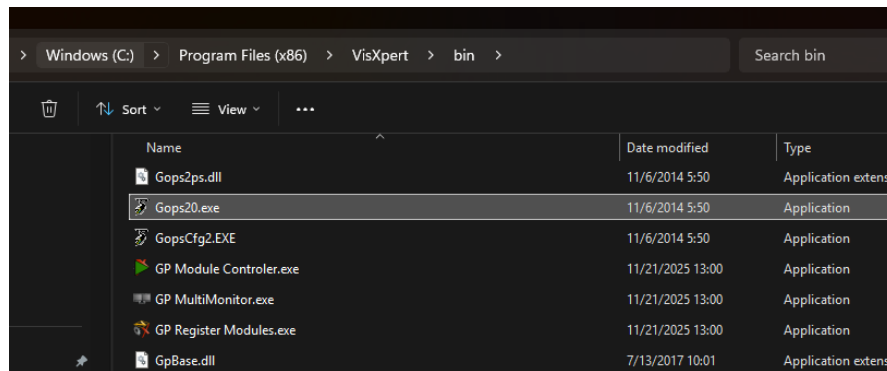 > Windows (C:) > Program Files (x86) > VisXpert > bin > Search bin
Sort View ...
Name Date modified Type
Gops2ps.dll 11/6/2014 5:50 Application extens
Gops20.exe 11/6/2014 5:50 Application
GopsCfg2.EXE 11/6/2014 5:50 Application
GP Module Controler.exe 11/21/2025 13:00 Application
GP MultiMonitor.exe 11/21/2025 13:00 Application
GP Register Modules.exe 11/21/2025 13:00 Application
GpBase.dll 7/13/2017 10:01 Application extens